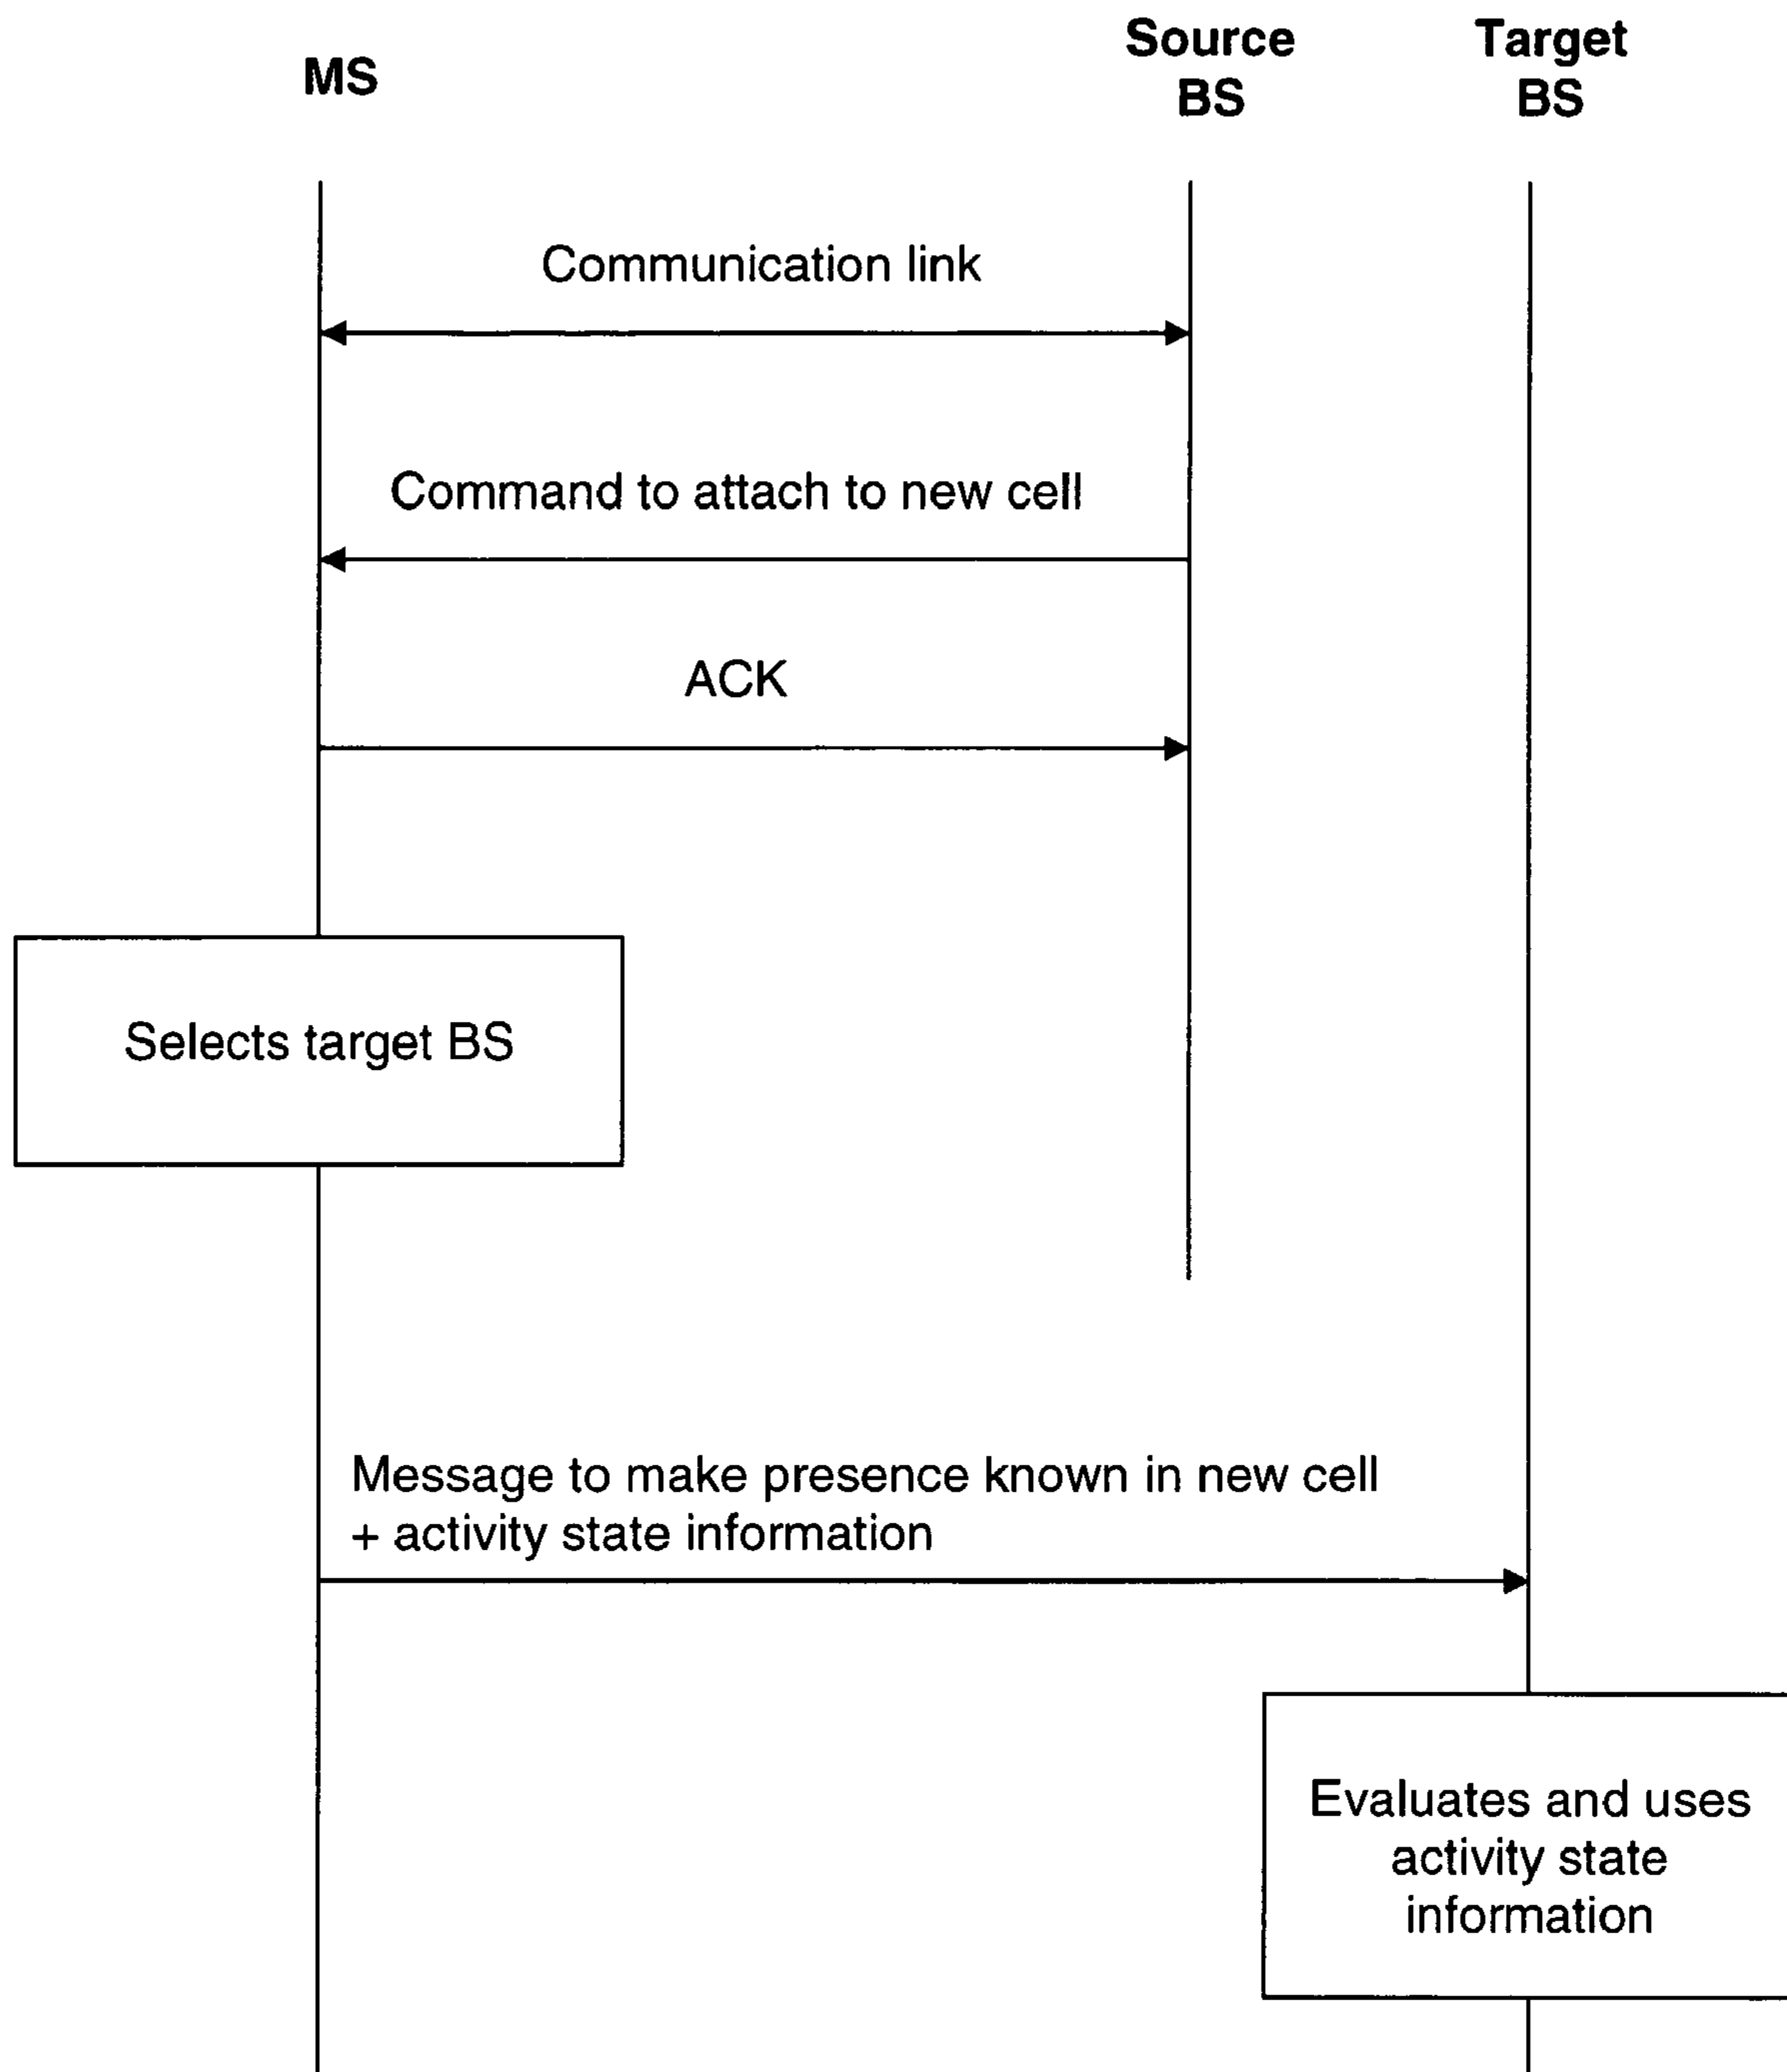 MS
Source
BS
Target
BS
Communication link
Command to attach to new cell
ACK
Selects target BS
Message to make presence known in new cell
+ activity state information
Evaluates and uses
activity state
information